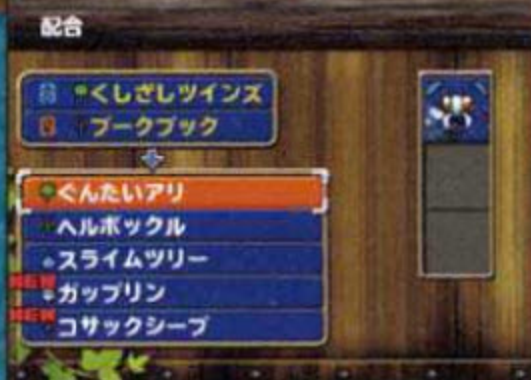 配合
くしざしツインズ
ブークブック
ぐんたいアリ
ヘルボックル
スライムツリー
NEW ガップリン
NEW コサックシープ